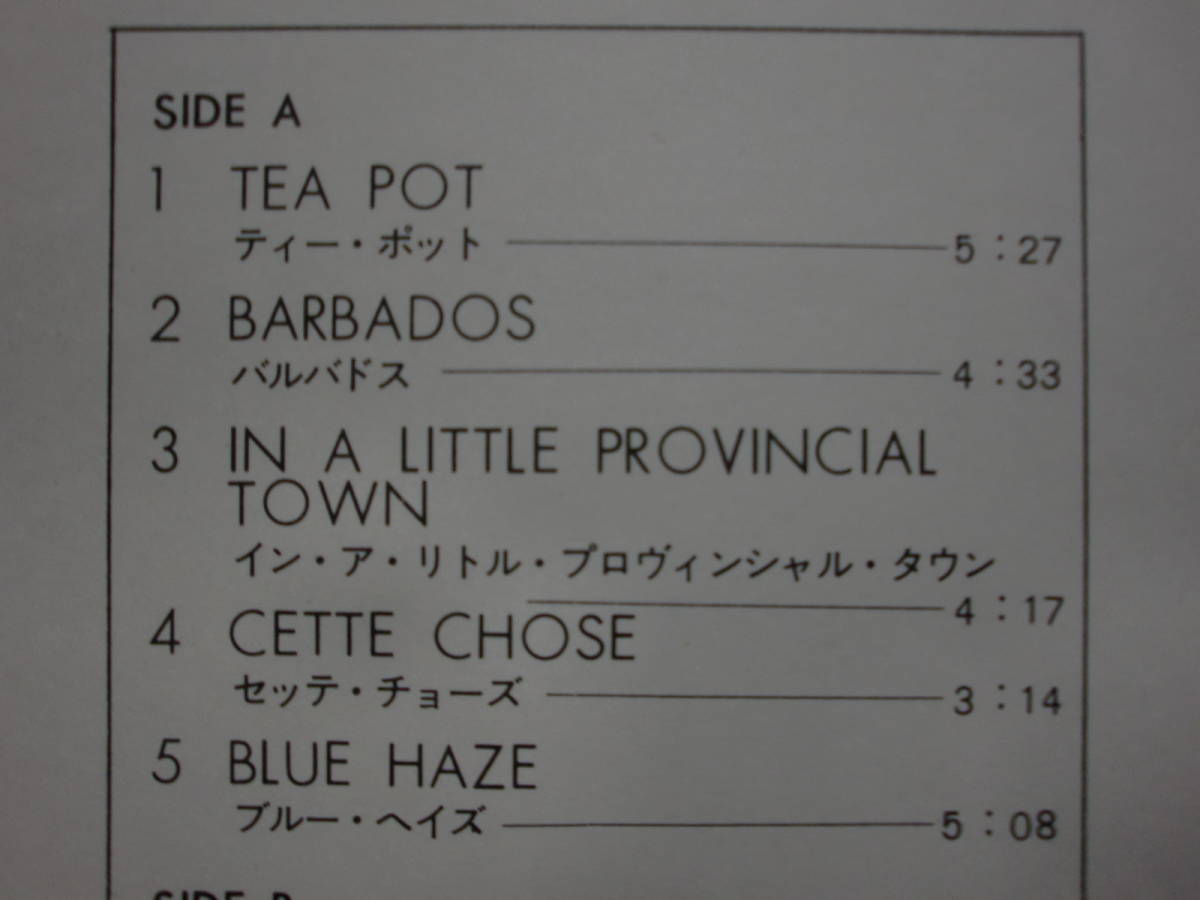 SIDE A
1 TEA POT
ティー・ポット 5:27
2 BARBADOS
バルバドス 4:33
3 IN A LITTLE PROVINCIAL
TOWN
イン・ア・リトル・プロヴィンシャル・タウン
4:17
4 CETTE CHOSE
セッテ・チョーズ 3:14
5 BLUE HAZE
ブルー・ヘイズ 5:08
SIDE B